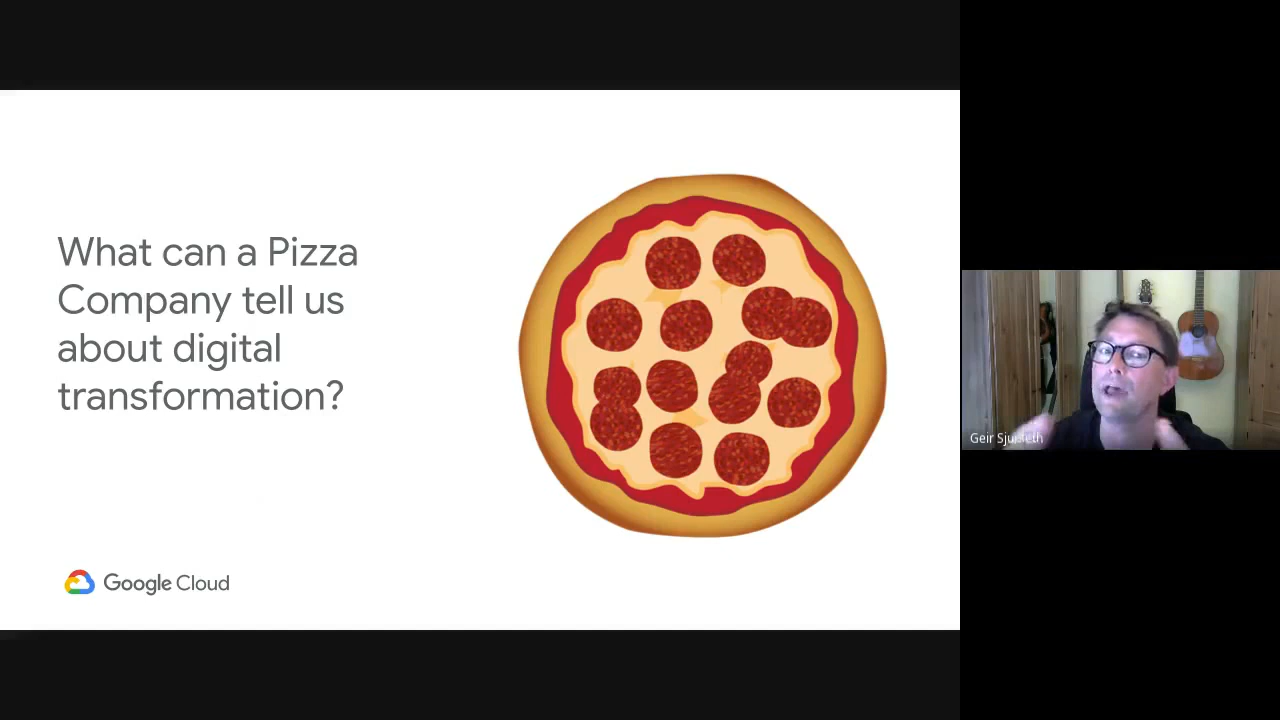 What can a Pizza
Company tell us
about digital
transformation?
Google Cloud
Geir Sjurseth